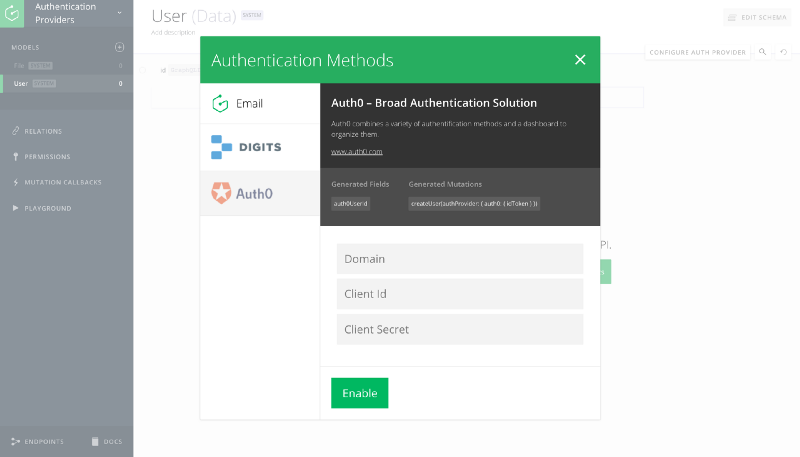 Authentication
Providers
MODELS
File SYSTEM 0
User SYSTEM 0
RELATIONS
PERMISSIONS
MUTATION CALLBACKS
PLAYGROUND
ENDPOINTS
DOCS
User (Data) SYSTEM
Add description
EDIT SCHEMA
CONFIGURE AUTH PROVIDER
Authentication Methods
Email
DIGITS
Auth0
Auth0 – Broad Authentication Solution
Auth0 combines a variety of authentification methods and a dashboard to
organize them.
www.auth0.com
Generated Fields
auth0UserId
Generated Mutations
createUser(authProvider: { auth0: { idToken } })
Domain
Client Id
Client Secret
Enable